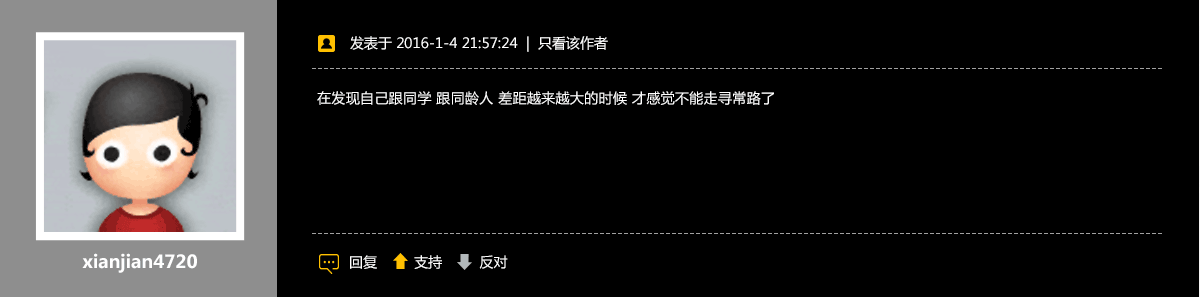 发表于 2016-1-4 21:57:24 | 只看该作者
在发现自己跟同学 跟同龄人 差距越来越大的时候 才感觉不能走寻常路了
xianjian4720
回复 支持 反对